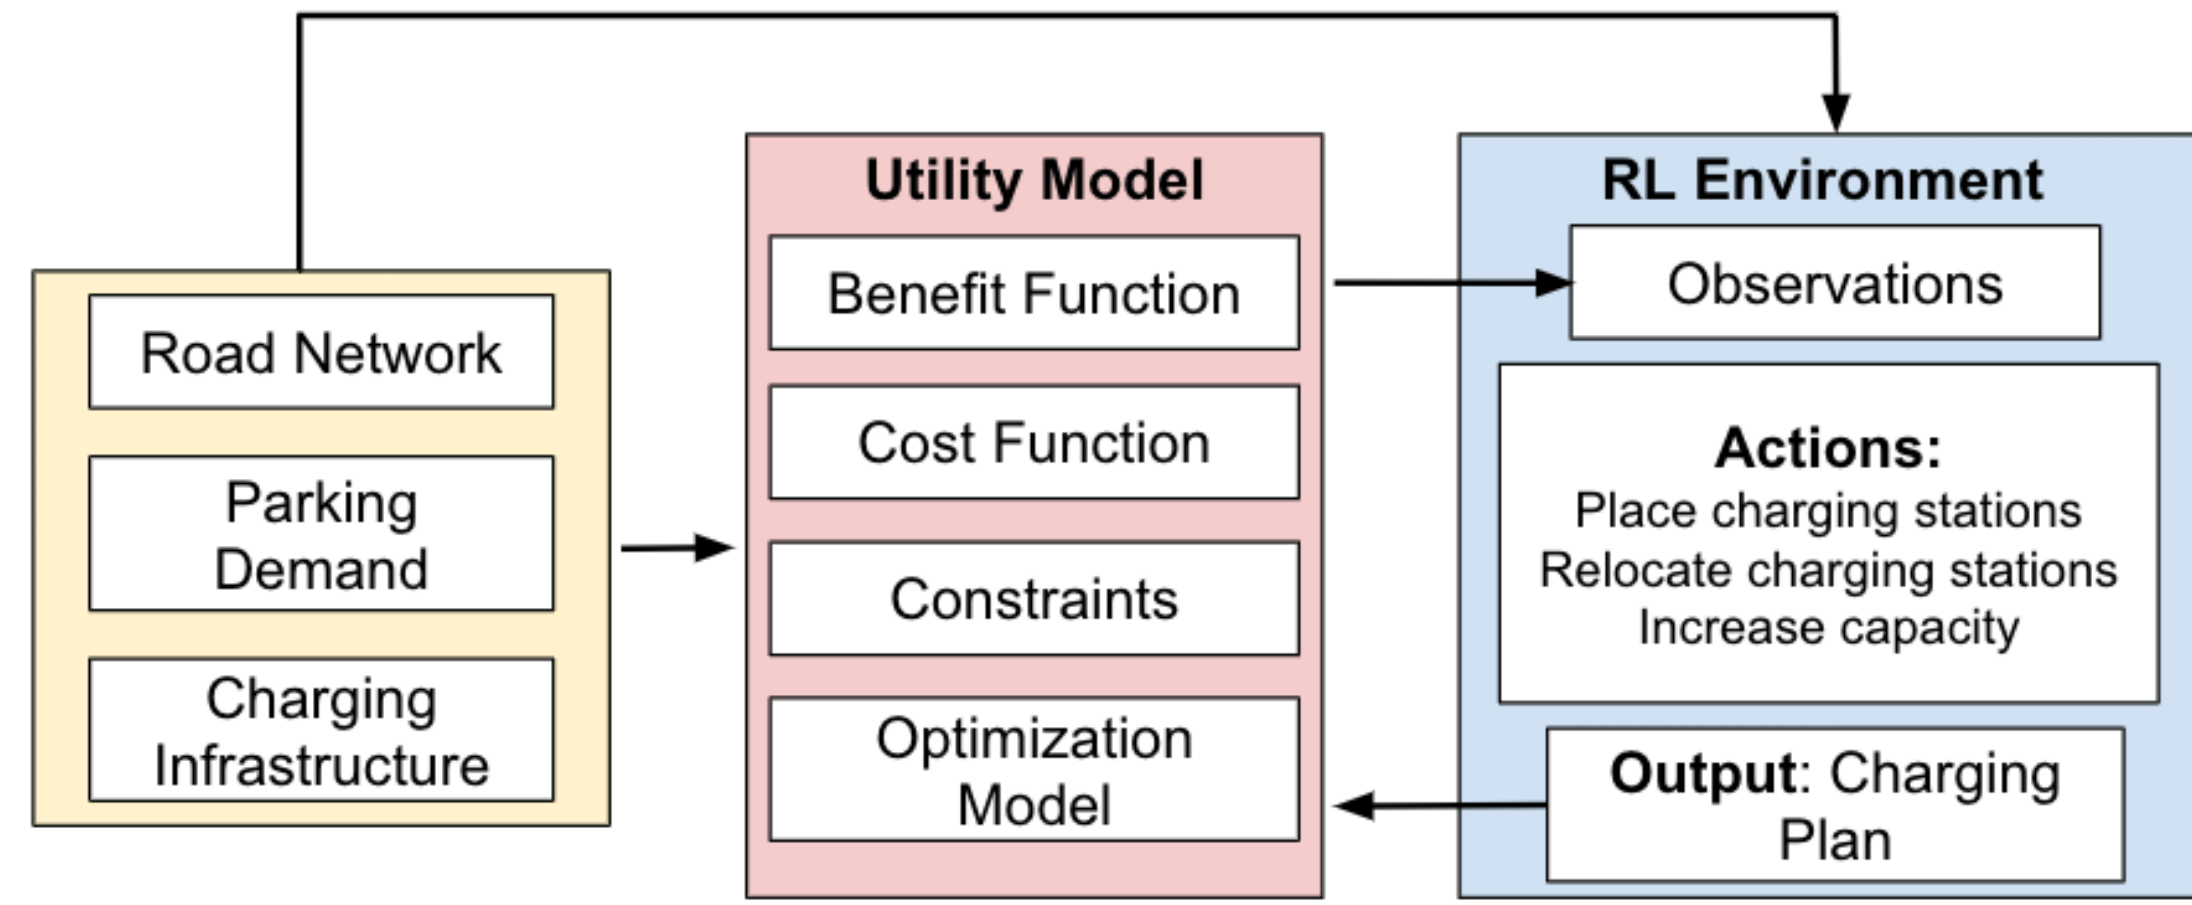 Road Network
Parking
Demand
Charging
Infrastructure
Utility Model
Benefit Function
Cost Function
Constraints
Optimization
Model
RL Environment
Observations
Actions:
Place charging stations
Relocate charging stations
Increase capacity
Output: Charging
Plan